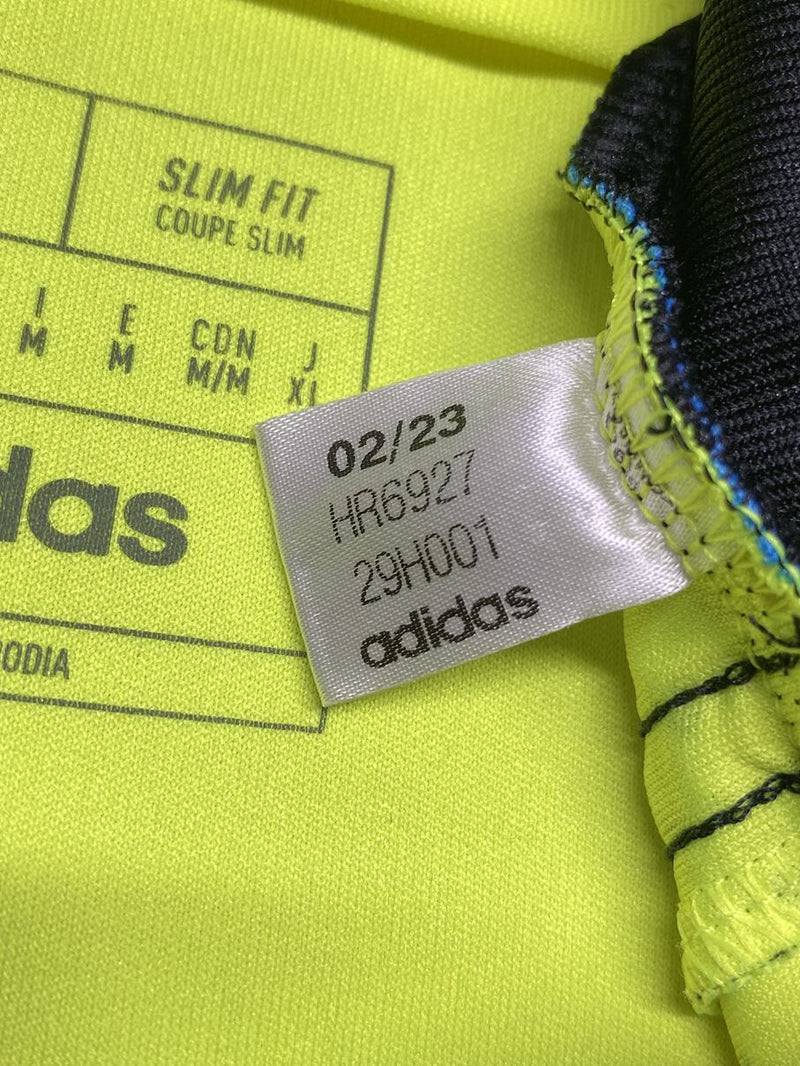 SLIM FIT
COUPE SLIM
I E CDN J
M M M/M XL
das
ODIA
02/23
HR6927
29H001
adidas